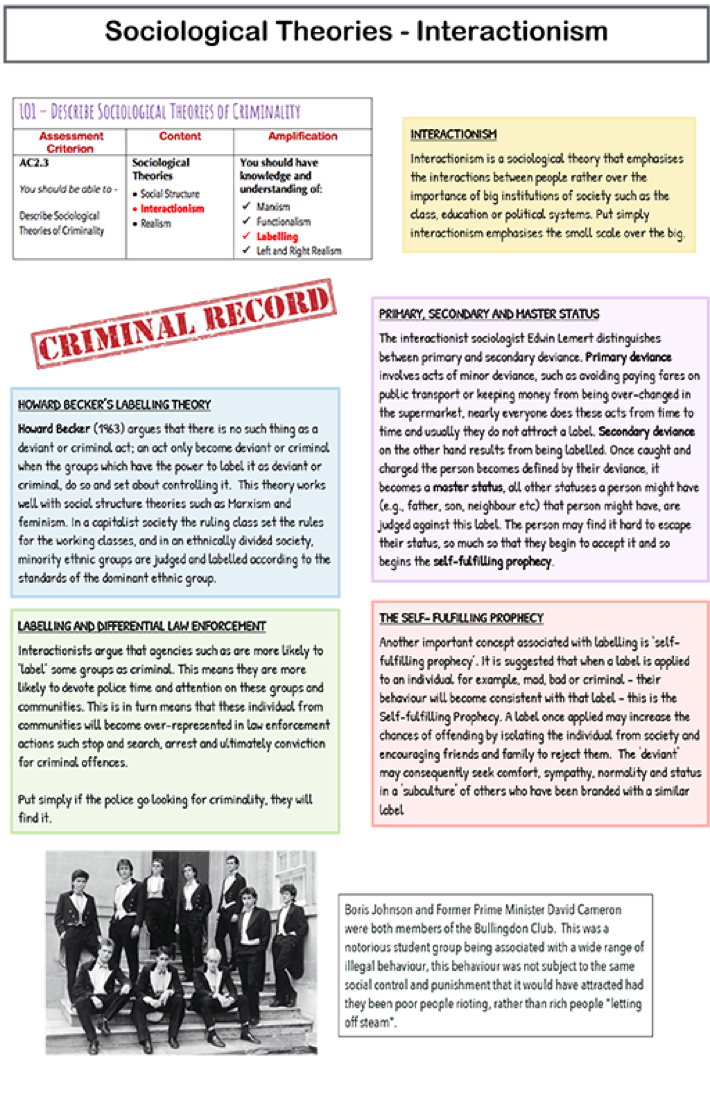 Sociological Theories - Interactionism
LO1 – Describe Sociological Theories of Criminality
Assessment Criterion
Content
Amplification
AC2.3
You should be able to -
Describe Sociological
Theories of Criminality
Sociological
Theories
• Social Structure
• Interactionism
• Realism
You should have
knowledge and
understanding of:
✓ Marxism
✓ Functionalism
✓ Labelling
✓ Left and Right Realism
INTERACTIONISM
Interactionism is a sociological theory that emphasises
the interactions between people rather over the
importance of big institutions of society such as the
class, education or political systems. Put simply
interactionism emphasises the small scale over the big.
CRIMINAL RECORD
HOWARD BECKER'S LABELLING THEORY
Howard Becker (1963) argues that there is no such thing as a
deviant or criminal act; an act only become deviant or criminal
when the groups which have the power to label it as deviant or
criminal, do so and set about controlling it. This theory works
well with social structure theories such as Marxism and
feminism. In a capitalist society the ruling class set the rules
for the working classes, and in an ethnically divided society,
minority ethnic groups are judged and labelled according to the
standards of the dominant ethnic group.
PRIMARY, SECONDARY AND MASTER STATUS
The interactionist sociologist Edwin Lemert distinguishes
between primary and secondary deviance. Primary deviance
involves acts of minor deviance, such as avoiding paying fares on
public transport or keeping money from being over-changed in
the supermarket, nearly everyone does these acts from time to
time and usually they do not attract a label. Secondary deviance
on the other hand results from being labelled. Once caught and
charged the person becomes defined by their deviance, it
becomes a master status, all other statuses a person might have
(e.g., father, son, neighbour etc) that person might have, are
judged against this label. The person may find it hard to escape
their status, so much so that they begin to accept it and so
begins the self-fulfilling prophecy.
LABELLING AND DIFFERENTIAL LAW ENFORCEMENT
Interactionists argue that agencies such as are more likely to
'label' some groups as criminal. This means they are more
likely to devote police time and attention on these groups and
communities. This is in turn means that these individual from
communities will become over-represented in law enforcement
actions such stop and search, arrest and ultimately conviction
for criminal offences.
Put simply if the police go looking for criminality, they will
find it.
THE SELF- FULFILLING PROPHECY
Another important concept associated with labelling is 'self-
fulfilling prophecy'. It is suggested that when a label is applied
to an individual for example, mad, bad or criminal – their
behaviour will become consistent with that label – this is the
Self-fulfilling Prophecy. A label once applied may increase the
chances of offending by isolating the individual from society and
encouraging friends and family to reject them. The 'deviant'
may consequently seek comfort, sympathy, normality and status
in a 'subculture' of others who have been branded with a similar
label
Boris Johnson and Former Prime Minister David Cameron
were both members of the Bullingdon Club. This was a
notorious student group being associated with a wide range of
illegal behaviour, this behaviour was not subject to the same
social control and punishment that it would have attracted had
they been poor people rioting, rather than rich people "letting
off steam".